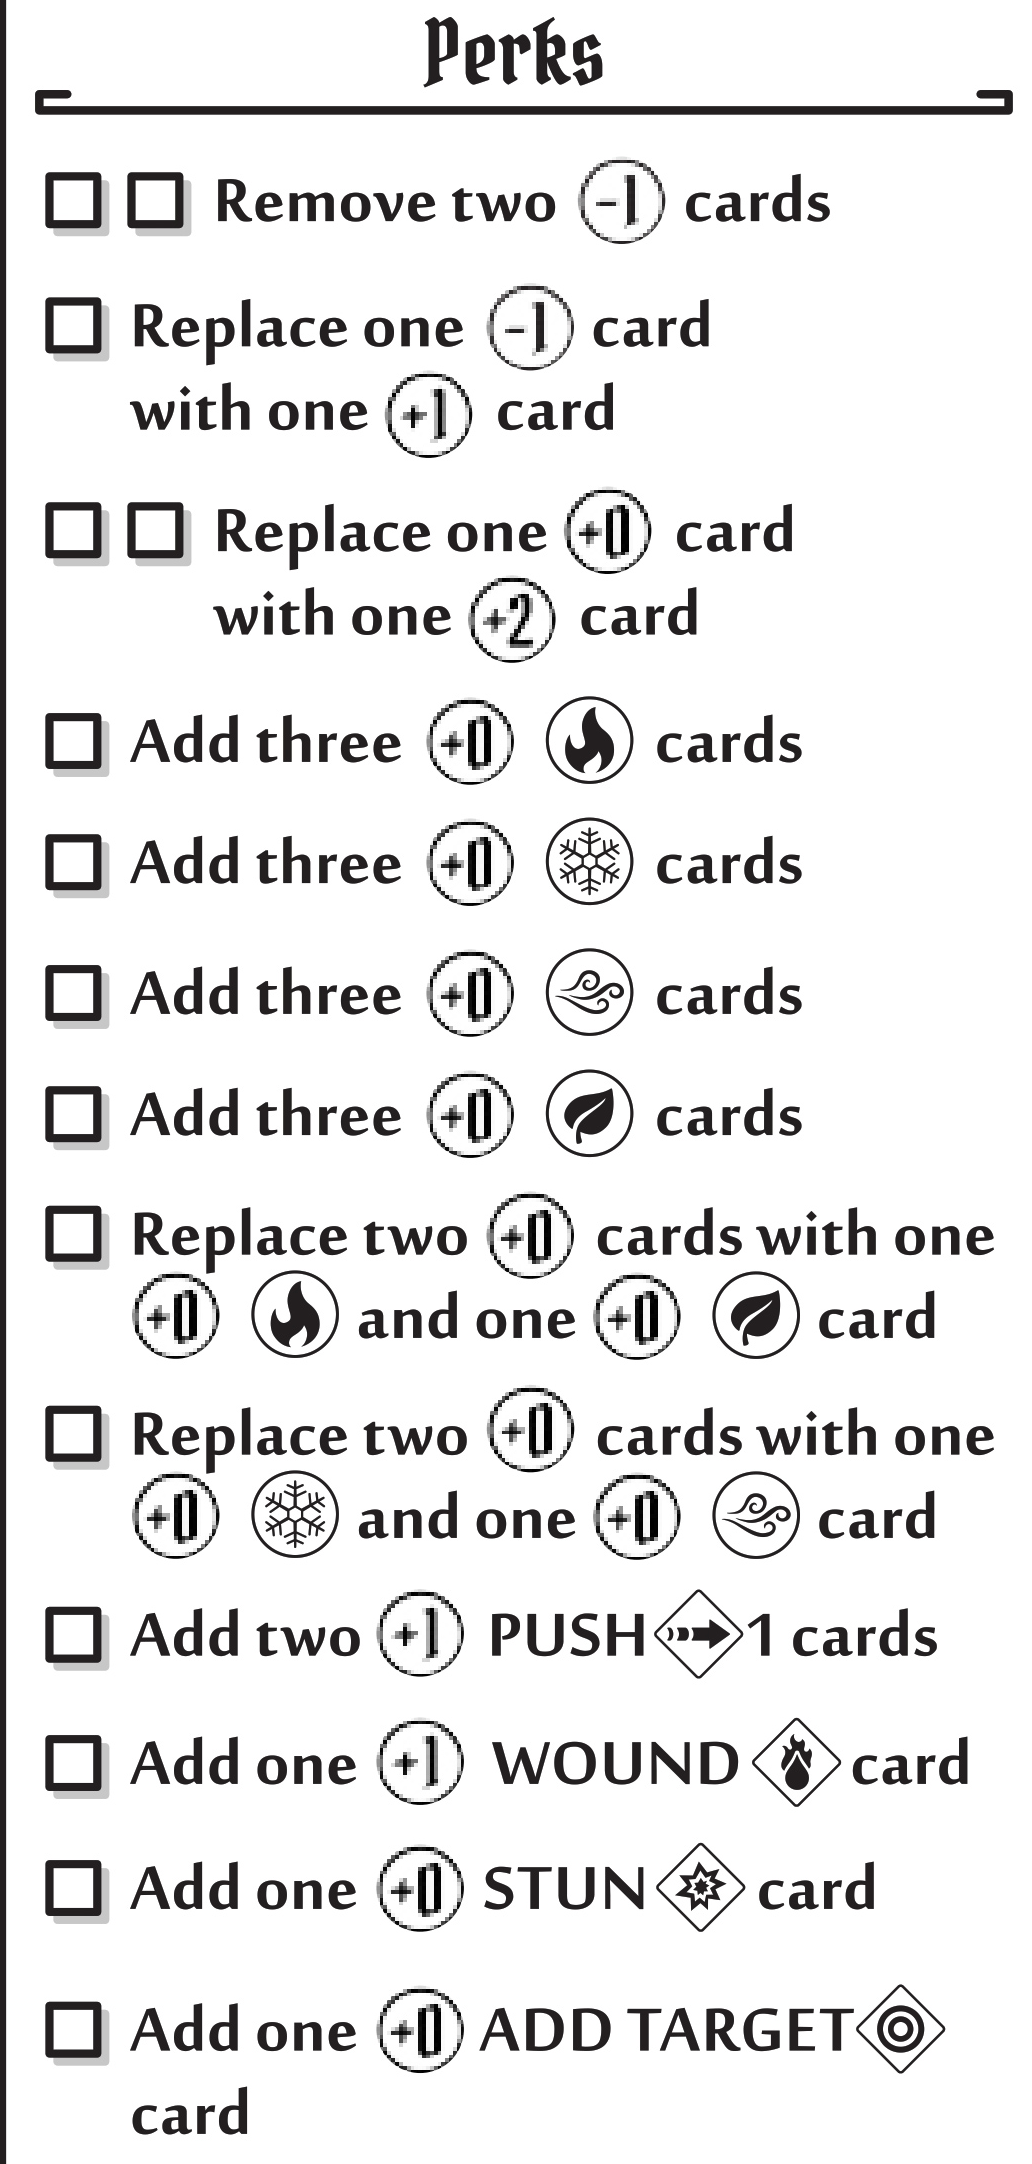 Perks
Remove two -1 cards
Replace one -1 card
with one +1 card
Replace one +0 card
with one +2 card
Add three +0 cards
Add three +0 cards
Add three +0 cards
Add three +0 cards
Replace two +0 cards with one
+0 and one +0 card
Replace two +0 cards with one
+0 and one +0 card
Add two +1 PUSH 1 cards
Add one +1 WOUND card
Add one +0 STUN card
Add one +0 ADD TARGET
card